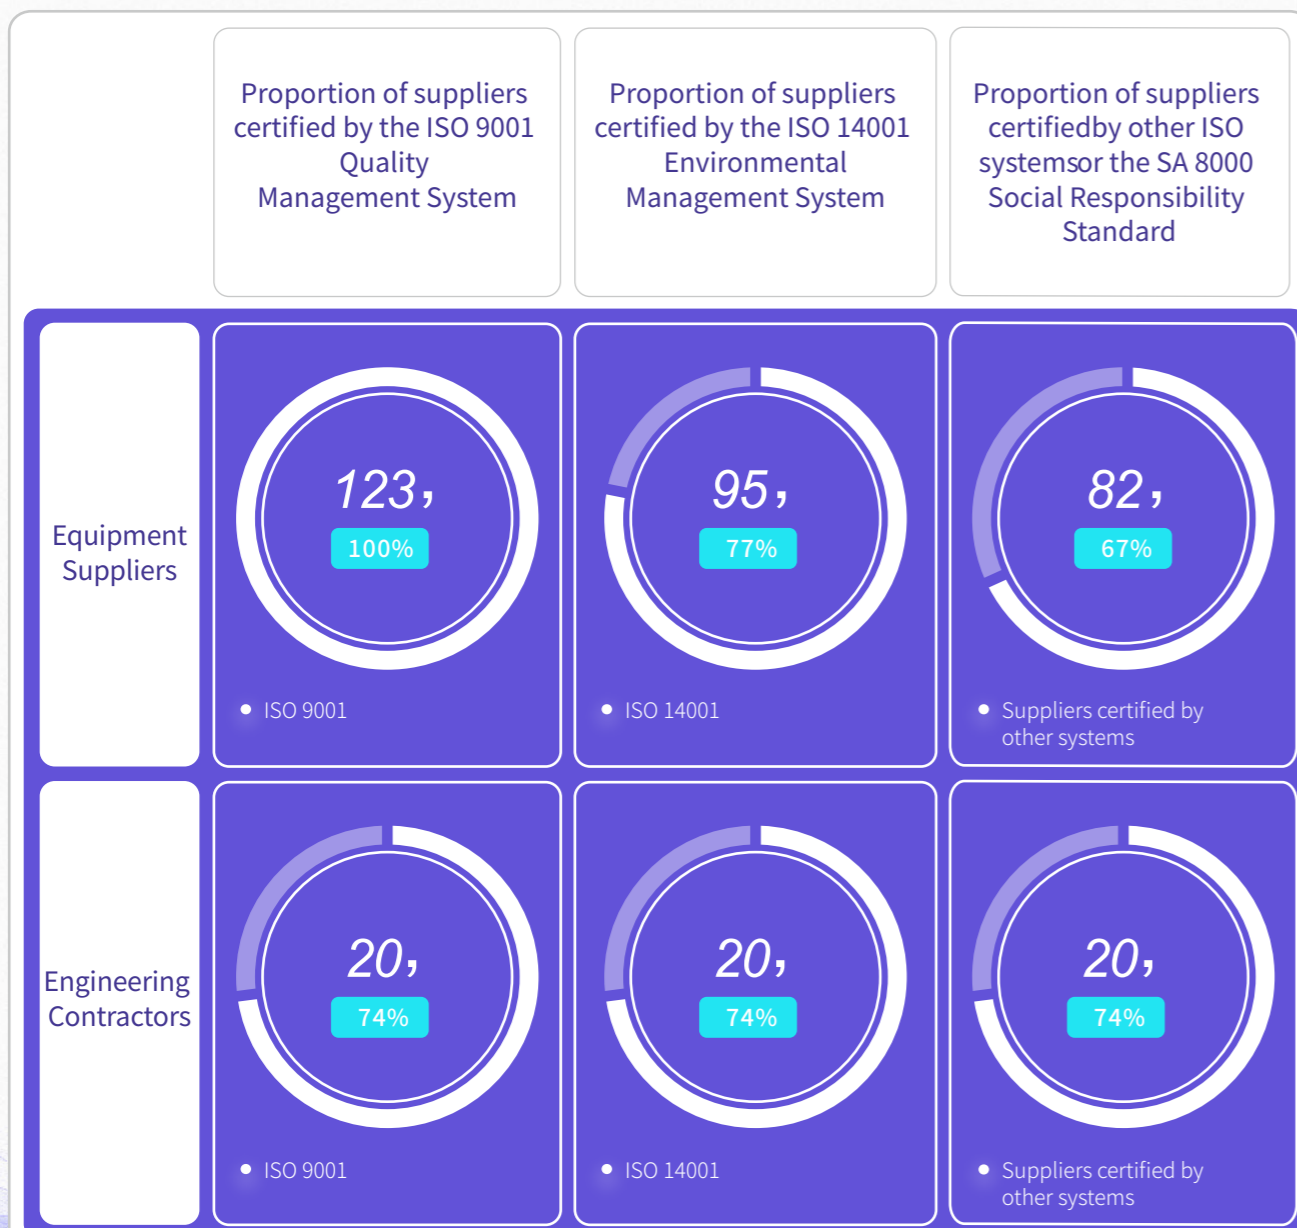 Proportion of suppliers
certified by the ISO 9001
Quality
Management System
Proportion of suppliers
certified by the ISO 14001
Environmental
Management System
Proportion of suppliers
certifiedby other ISO
systemsor the SA 8000
Social Responsibility
Standard
Equipment
Suppliers
123,
100%
ISO 9001
95,
77%
ISO 14001
82,
67%
Suppliers certified by
other systems
Engineering
Contractors
20,
74%
ISO 9001
20,
74%
ISO 14001
20,
74%
Suppliers certified by
other systems